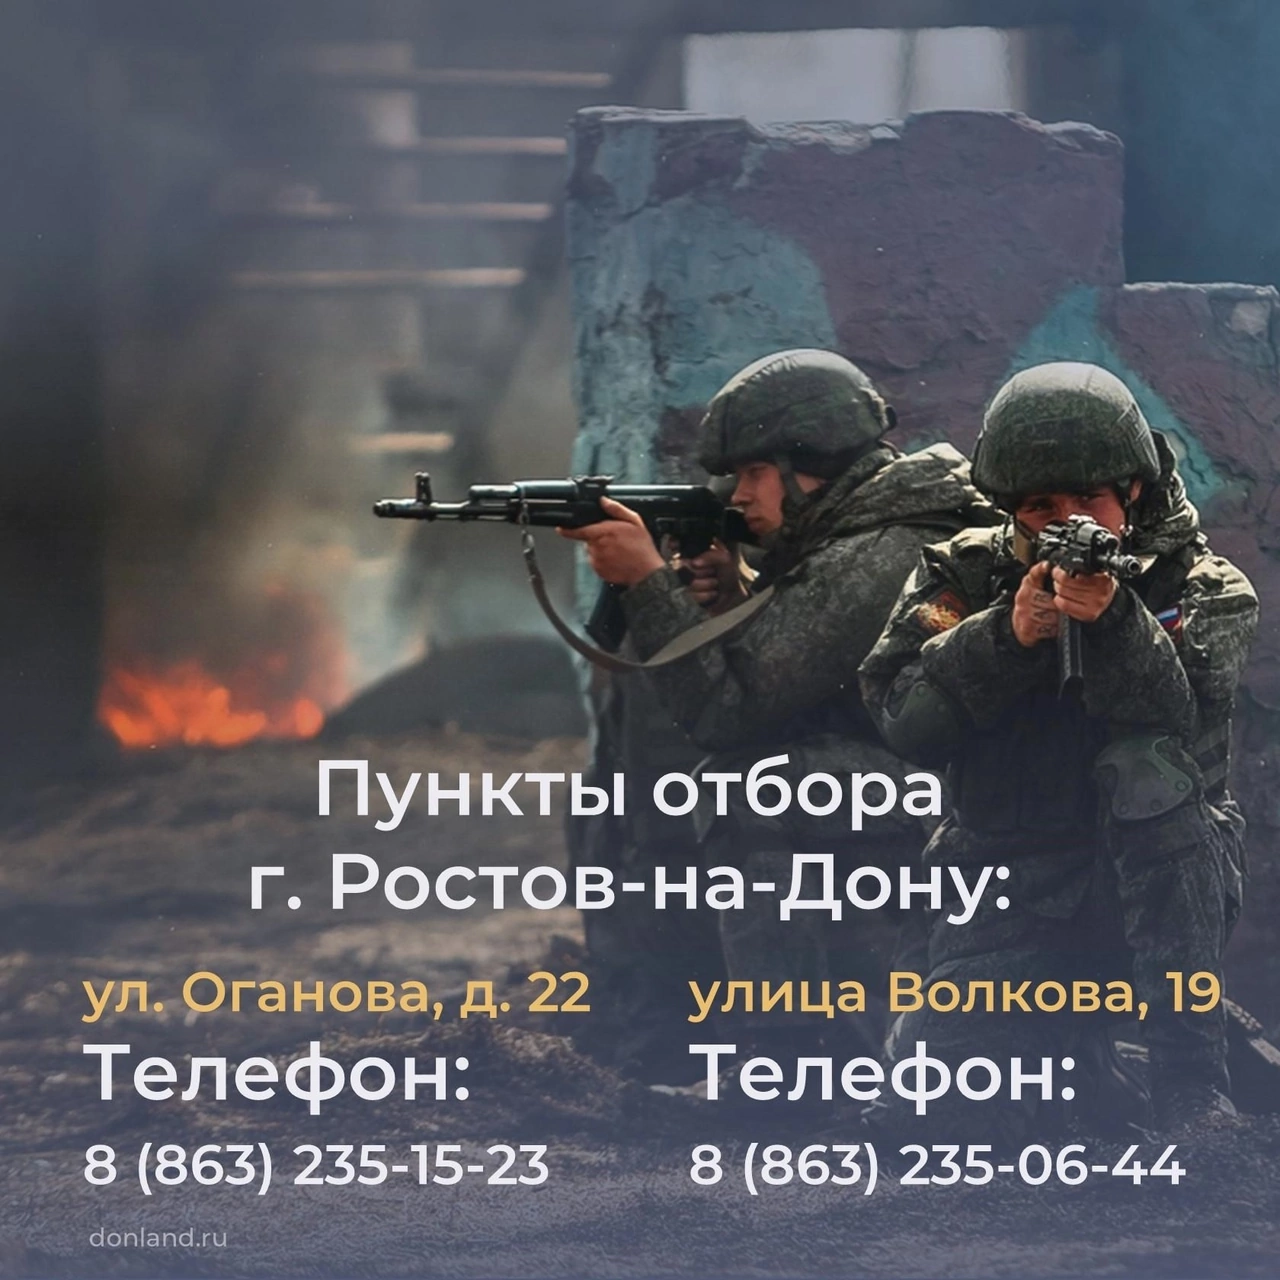 Пункты отбора
г. Ростов-на-Дону:
ул. Оганова, д. 22
Телефон:
8 (863) 235-15-23
улица Волкова, 19
Телефон:
8 (863) 235-06-44
donland.ru